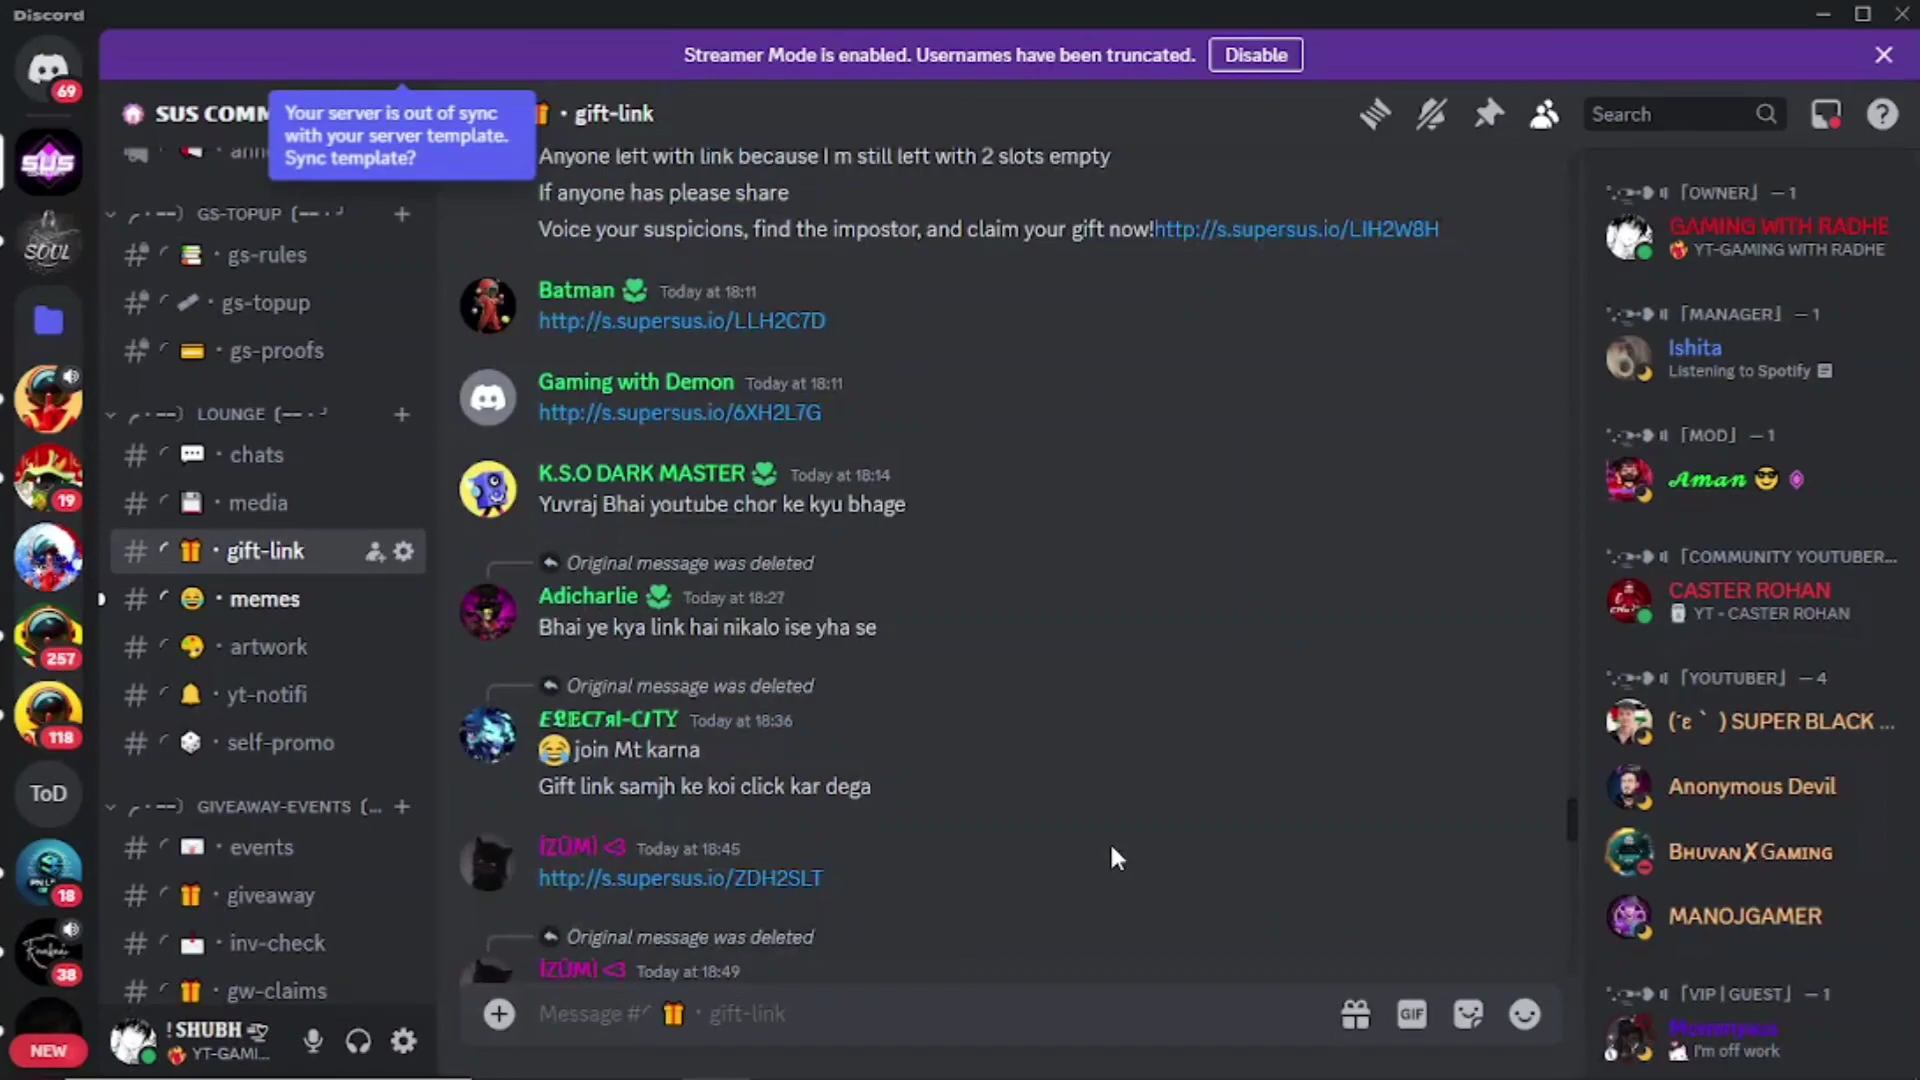 Discord
Streamer Mode is enabled. Usernames have been truncated.
Disable
69
SUS COMM
Your server is out of sync
with your server template.
Sync template?
gift-link
Search
SUS
GS-TOPUP
gs-rules
gs-topup
gs-proofs
SOUL
LOUNGE
chats
media
gift-link
memes
artwork
yt-notifi
self-promo
19
257
118
ToD
GIVEAWAY-EVENTS (...
events
giveaway
inv-check
gw-claims
18
38
NEW
! SHUBH
YT-GAMI...
Anyone left with link because I m still left with 2 slots empty
If anyone has please share
Voice your suspicions, find the impostor, and claim your gift now!http://s.supersus.io/LIH2W8H
Batman Today at 18:11
http://s.supersus.io/LLH2C7D
Gaming with Demon Today at 18:11
http://s.supersus.io/6XH2L7G
K.S.O DARK MASTER Today at 18:14
Yuvraj Bhai youtube chor ke kyu bhage
Original message was deleted
Adicharlie Today at 18:27
Bhai ye kya link hai nikalo ise yha se
Original message was deleted
ELECTRI-CITY Today at 18:36
😂 join Mt karna
Gift link samjh ke koi click kar dega
ÏZÜMÌ <3 Today at 18:45
http://s.supersus.io/ZDH2SLT
Original message was deleted
ÏZÜMÌ <3 Today at 18:49
Message #「🎁・gift-link
GIF
「OWNER」 — 1
GAMING WITH RADHE
YT-GAMING WITH RADHE
「MANAGER」 — 1
Ishita
Listening to Spotify
「MOD」 — 1
Aman 😎
「COMMUNITY YOUTUBER...
CASTER ROHAN
YT - CASTER ROHAN
「YOUTUBER」 — 4
(´ε｀ ) SUPER BLACK ...
Anonymous Devil
BHUVAN✗GAMING
MANOJGAMER
「VIP | GUEST」 — 1
I'm off work